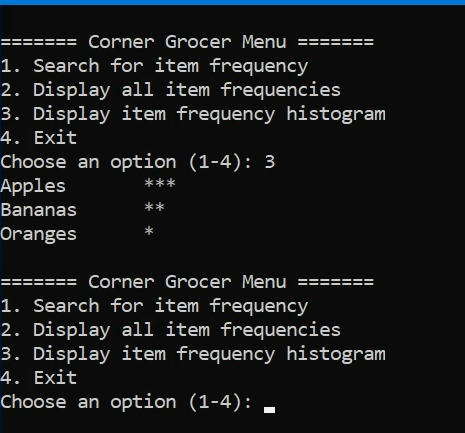 ======= Corner Grocer Menu =======
1. Search for item frequency
2. Display all item frequencies
3. Display item frequency histogram
4. Exit
Choose an option (1-4): 3
Apples       ***
Bananas      **
Oranges      *
======= Corner Grocer Menu =======
1. Search for item frequency
2. Display all item frequencies
3. Display item frequency histogram
4. Exit
Choose an option (1-4):